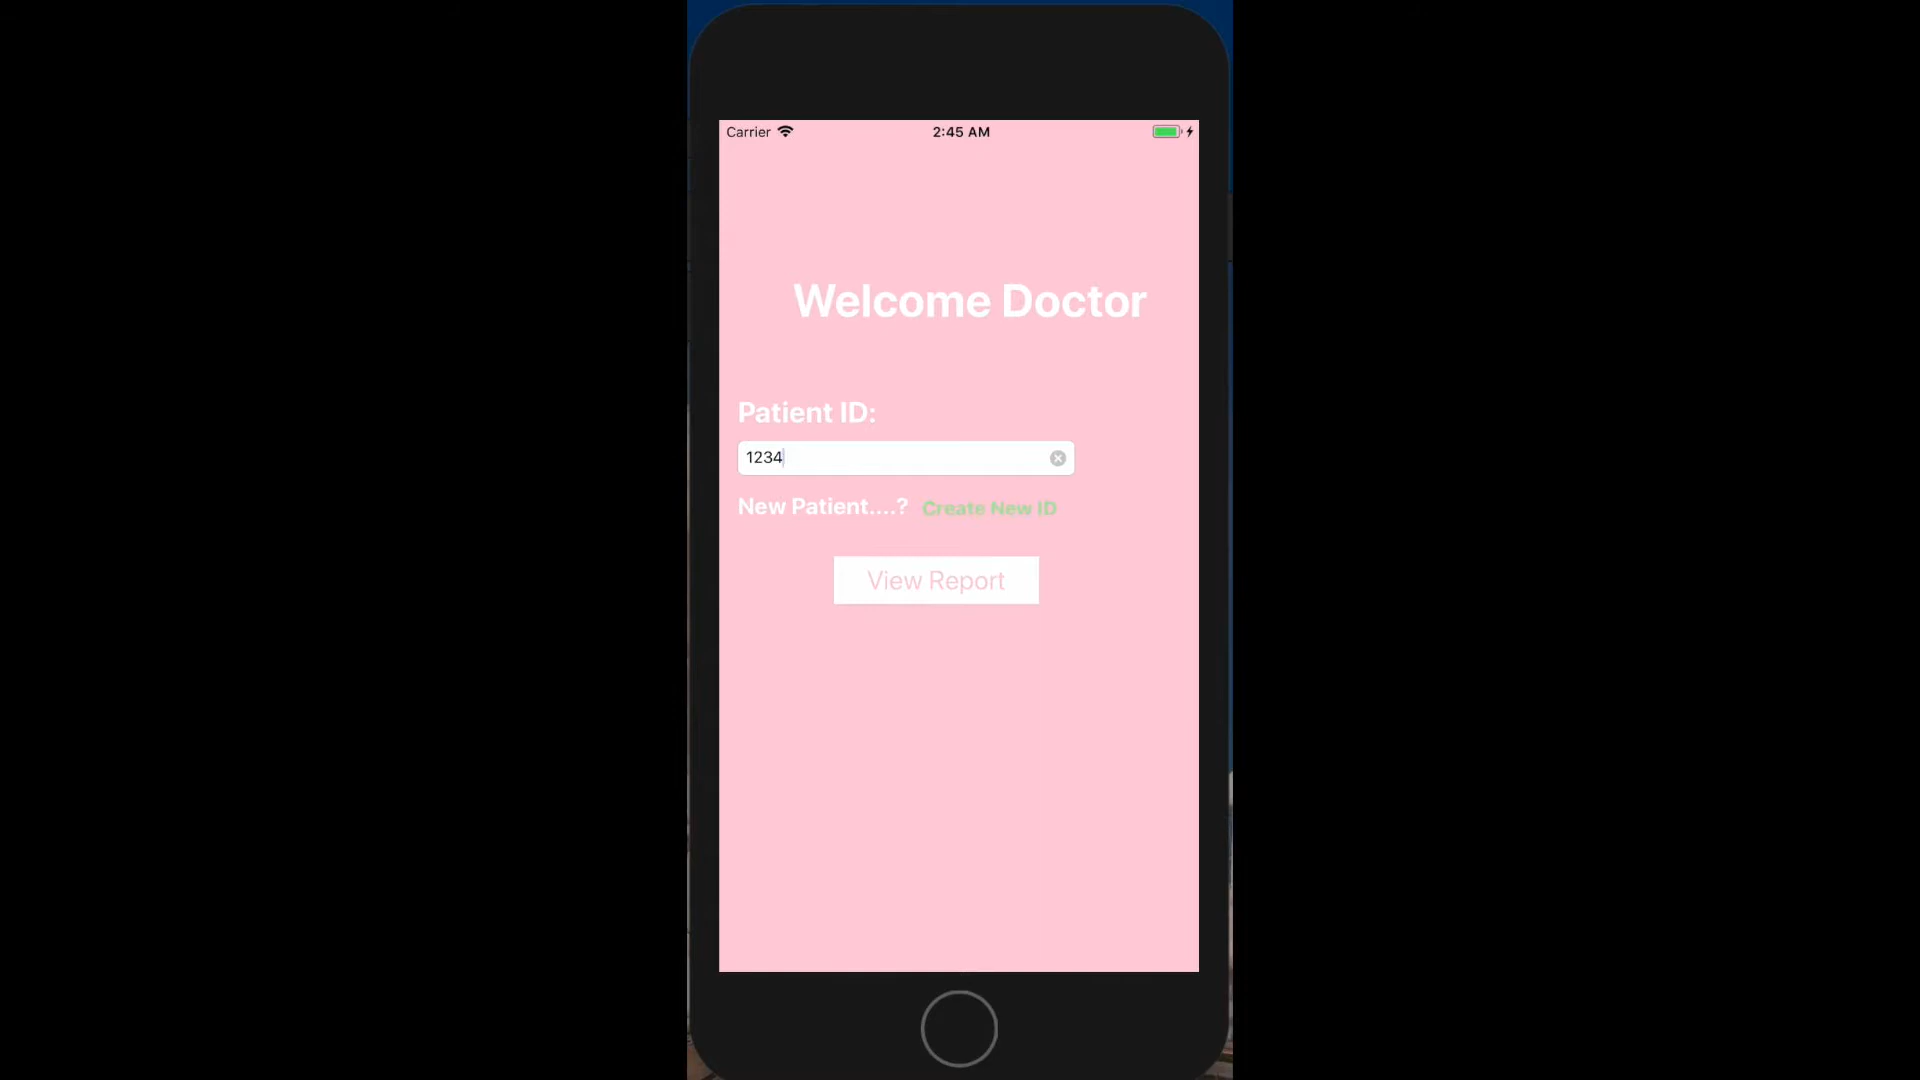 Carrier 2:45 AM
Welcome Doctor
Patient ID:
1234
New Patient....? Create New ID
View Report